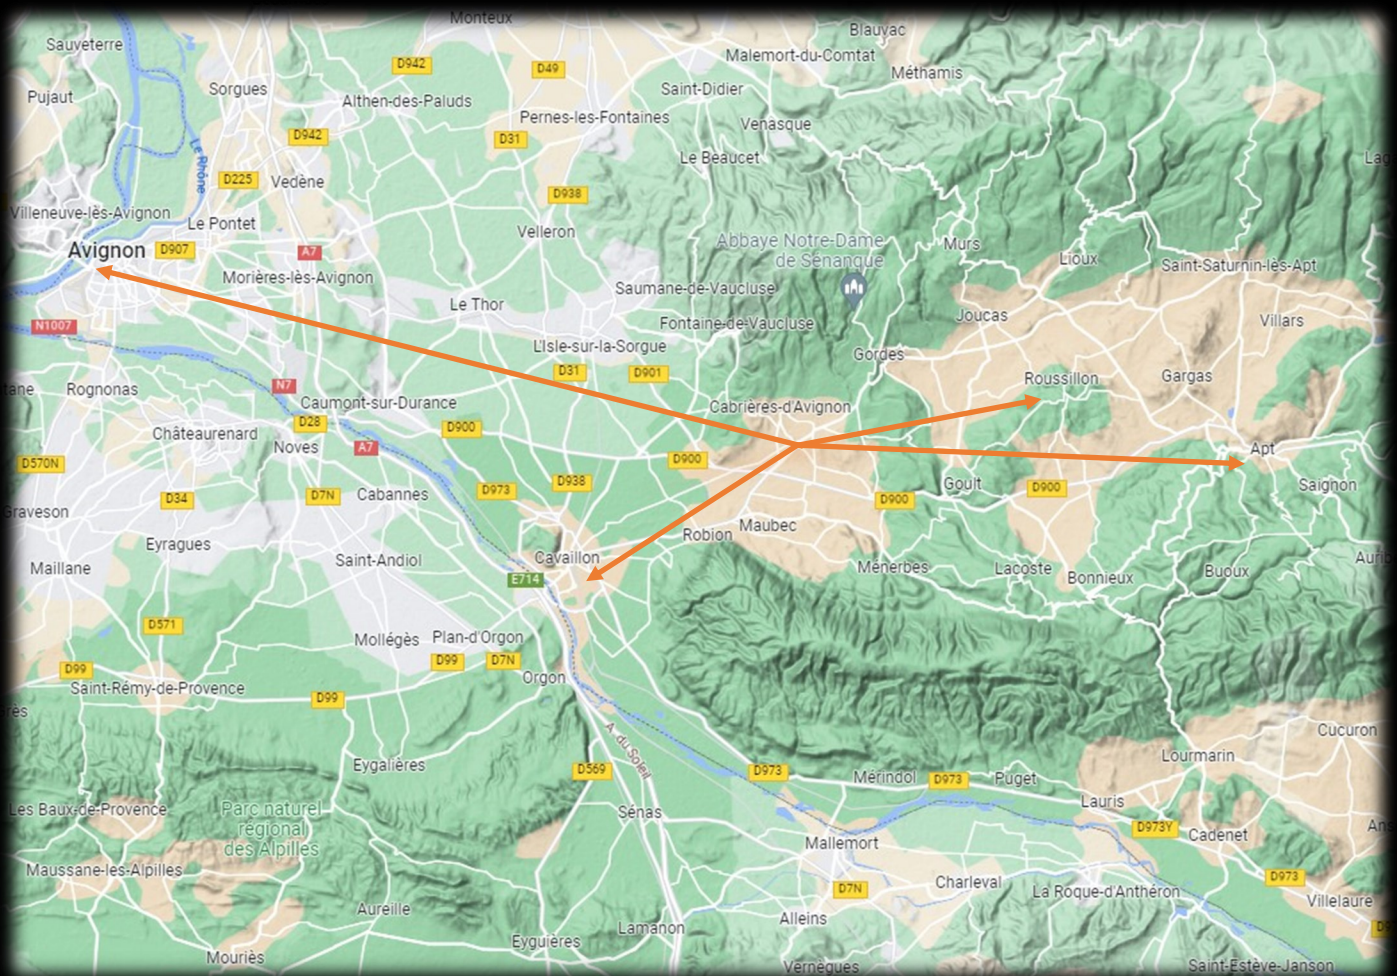 Monteux
Sauveterre
Blauvac
D942
D49
Malemort-du-Comtat
Méthamis
Pujaut
Sorgues
Althen-des-Paluds
Saint-Didier
Pernes-les-Fontaines
Venasque
D942
D31
Le Rhône
Le Beaucet
D225
Vedène
D938
Villeneuve-lès-Avignon
Le Pontet
Velleron
Avignon
D907
A7
Abbaye Notre-Dame
de Sénanque
Murs
Lioux
Saint-Saturnin-lès-Apt
Morières-lès-Avignon
Saumane-de-Vaucluse
Le Thor
Joucas
Villars
N1007
Fontaine-de-Vaucluse
L'Isle-sur-la-Sorgue
Gordes
D31
D901
Roussillon
Gargas
tane
Rognonas
N7
Caumont-sur-Durance
Cabrières-d'Avignon
D28
D900
Châteaurenard
Noves
A7
D900
Apt
D570N
D973
D938
Goult
D900
Saignon
D34
D7N
Cabannes
D900
Graveson
Maubec
Robion
Eyragues
Saint-Andiol
Cavaillon
Maillane
E714
Ménerbes
Lacoste
Bonnieux
Buoux
D571
Mollégès
Plan-d'Orgon
D99
D99
D7N
Orgon
Saint-Rémy-de-Provence
D99
A. du Soleil
Cucuron
Lourmarin
Eygalières
D569
D973
Mérindol
D973
Puget
Les Baux-de-Provence
Parc naturel
régional
des Alpilles
Sénas
Lauris
D973Y
Cadenet
Mallemort
Maussane-les-Alpilles
D7N
Charleval
La Roque-d'Anthéron
D973
Villelaure
Aureille
Alleins
Lamanon
Eyguières
Mouriès
Vernègues
Saint-Estève-Janson